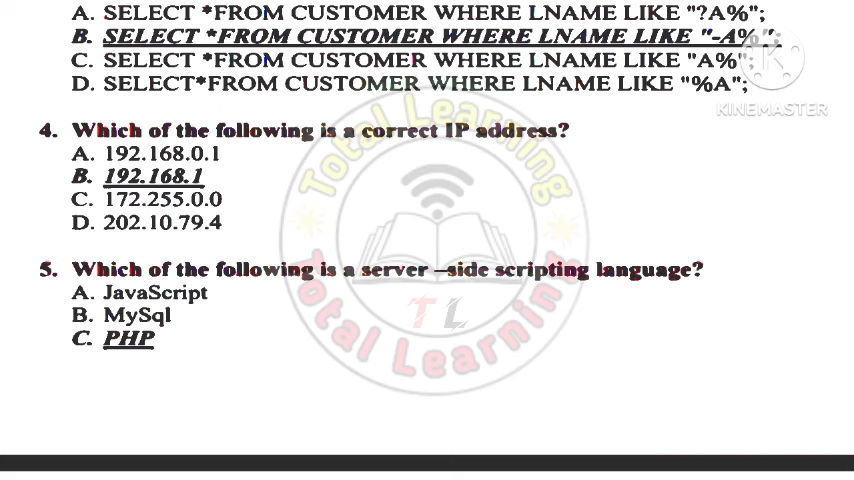 A. SELECT *FROM CUSTOMER WHERE LNAME LIKE "?A%";
B. SELECT *FROM CUSTOMER WHERE LNAME LIKE "-A%";
C. SELECT *FROM CUSTOMER WHERE LNAME LIKE "A%";
D. SELECT*FROM CUSTOMER WHERE LNAME LIKE "%A";
KINEMASTER
4. Which of the following is a correct IP address?
A. 192.168.0.1
B. 192.168.1
C. 172.255.0.0
D. 202.10.79.4
5. Which of the following is a server –side scripting language?
A. JavaScript
B. MySql
C. PHP
Total Learning
TL
Total Learning